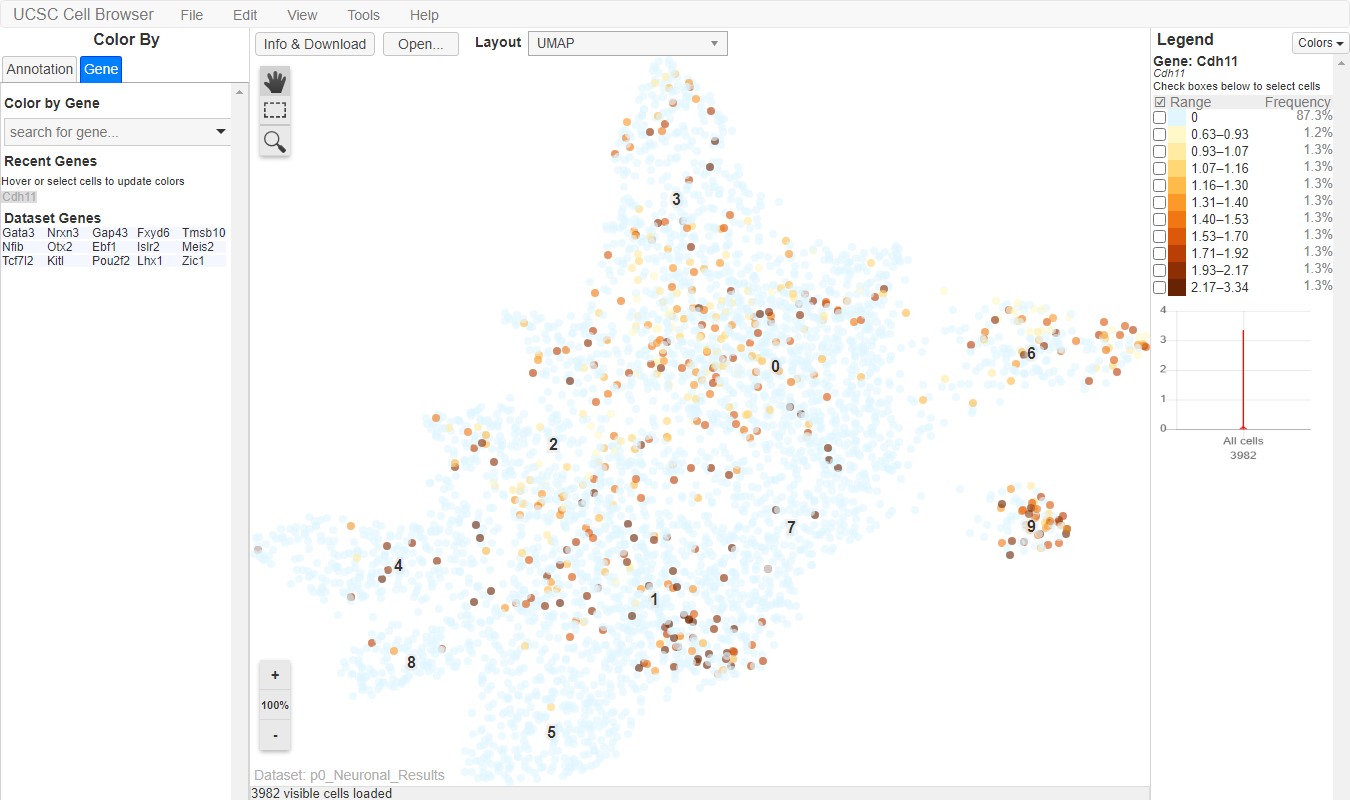 UCSC Cell Browser File Edit View Tools Help
Color By
Annotation Gene
Color by Gene
search for gene...
Recent Genes
Hover or select cells to update colors
Cdh11
Dataset Genes
Gata3 Nrxn3 Gap43 Fxyd6 Tmsb10
Nfib Otx2 Ebf1 Islr2 Meis2
Tcf7l2 Kitl Pou2f2 Lhx1 Zic1
Info & Download Open... Layout UMAP
3
0
6
2
7
9
4
1
8
5
+
100%
-
Dataset: p0_Neuronal_Results
3982 visible cells loaded
Legend Colors
Gene: Cdh11
Cdh11
Check boxes below to select cells
Range Frequency
0 87.3%
0.63–0.93 1.2%
0.93–1.07 1.3%
1.07–1.16 1.3%
1.16–1.30 1.3%
1.31–1.40 1.3%
1.40–1.53 1.3%
1.53–1.70 1.3%
1.71–1.92 1.3%
1.93–2.17 1.3%
2.17–3.34 1.3%
4
3
2
1
0
All cells
3982